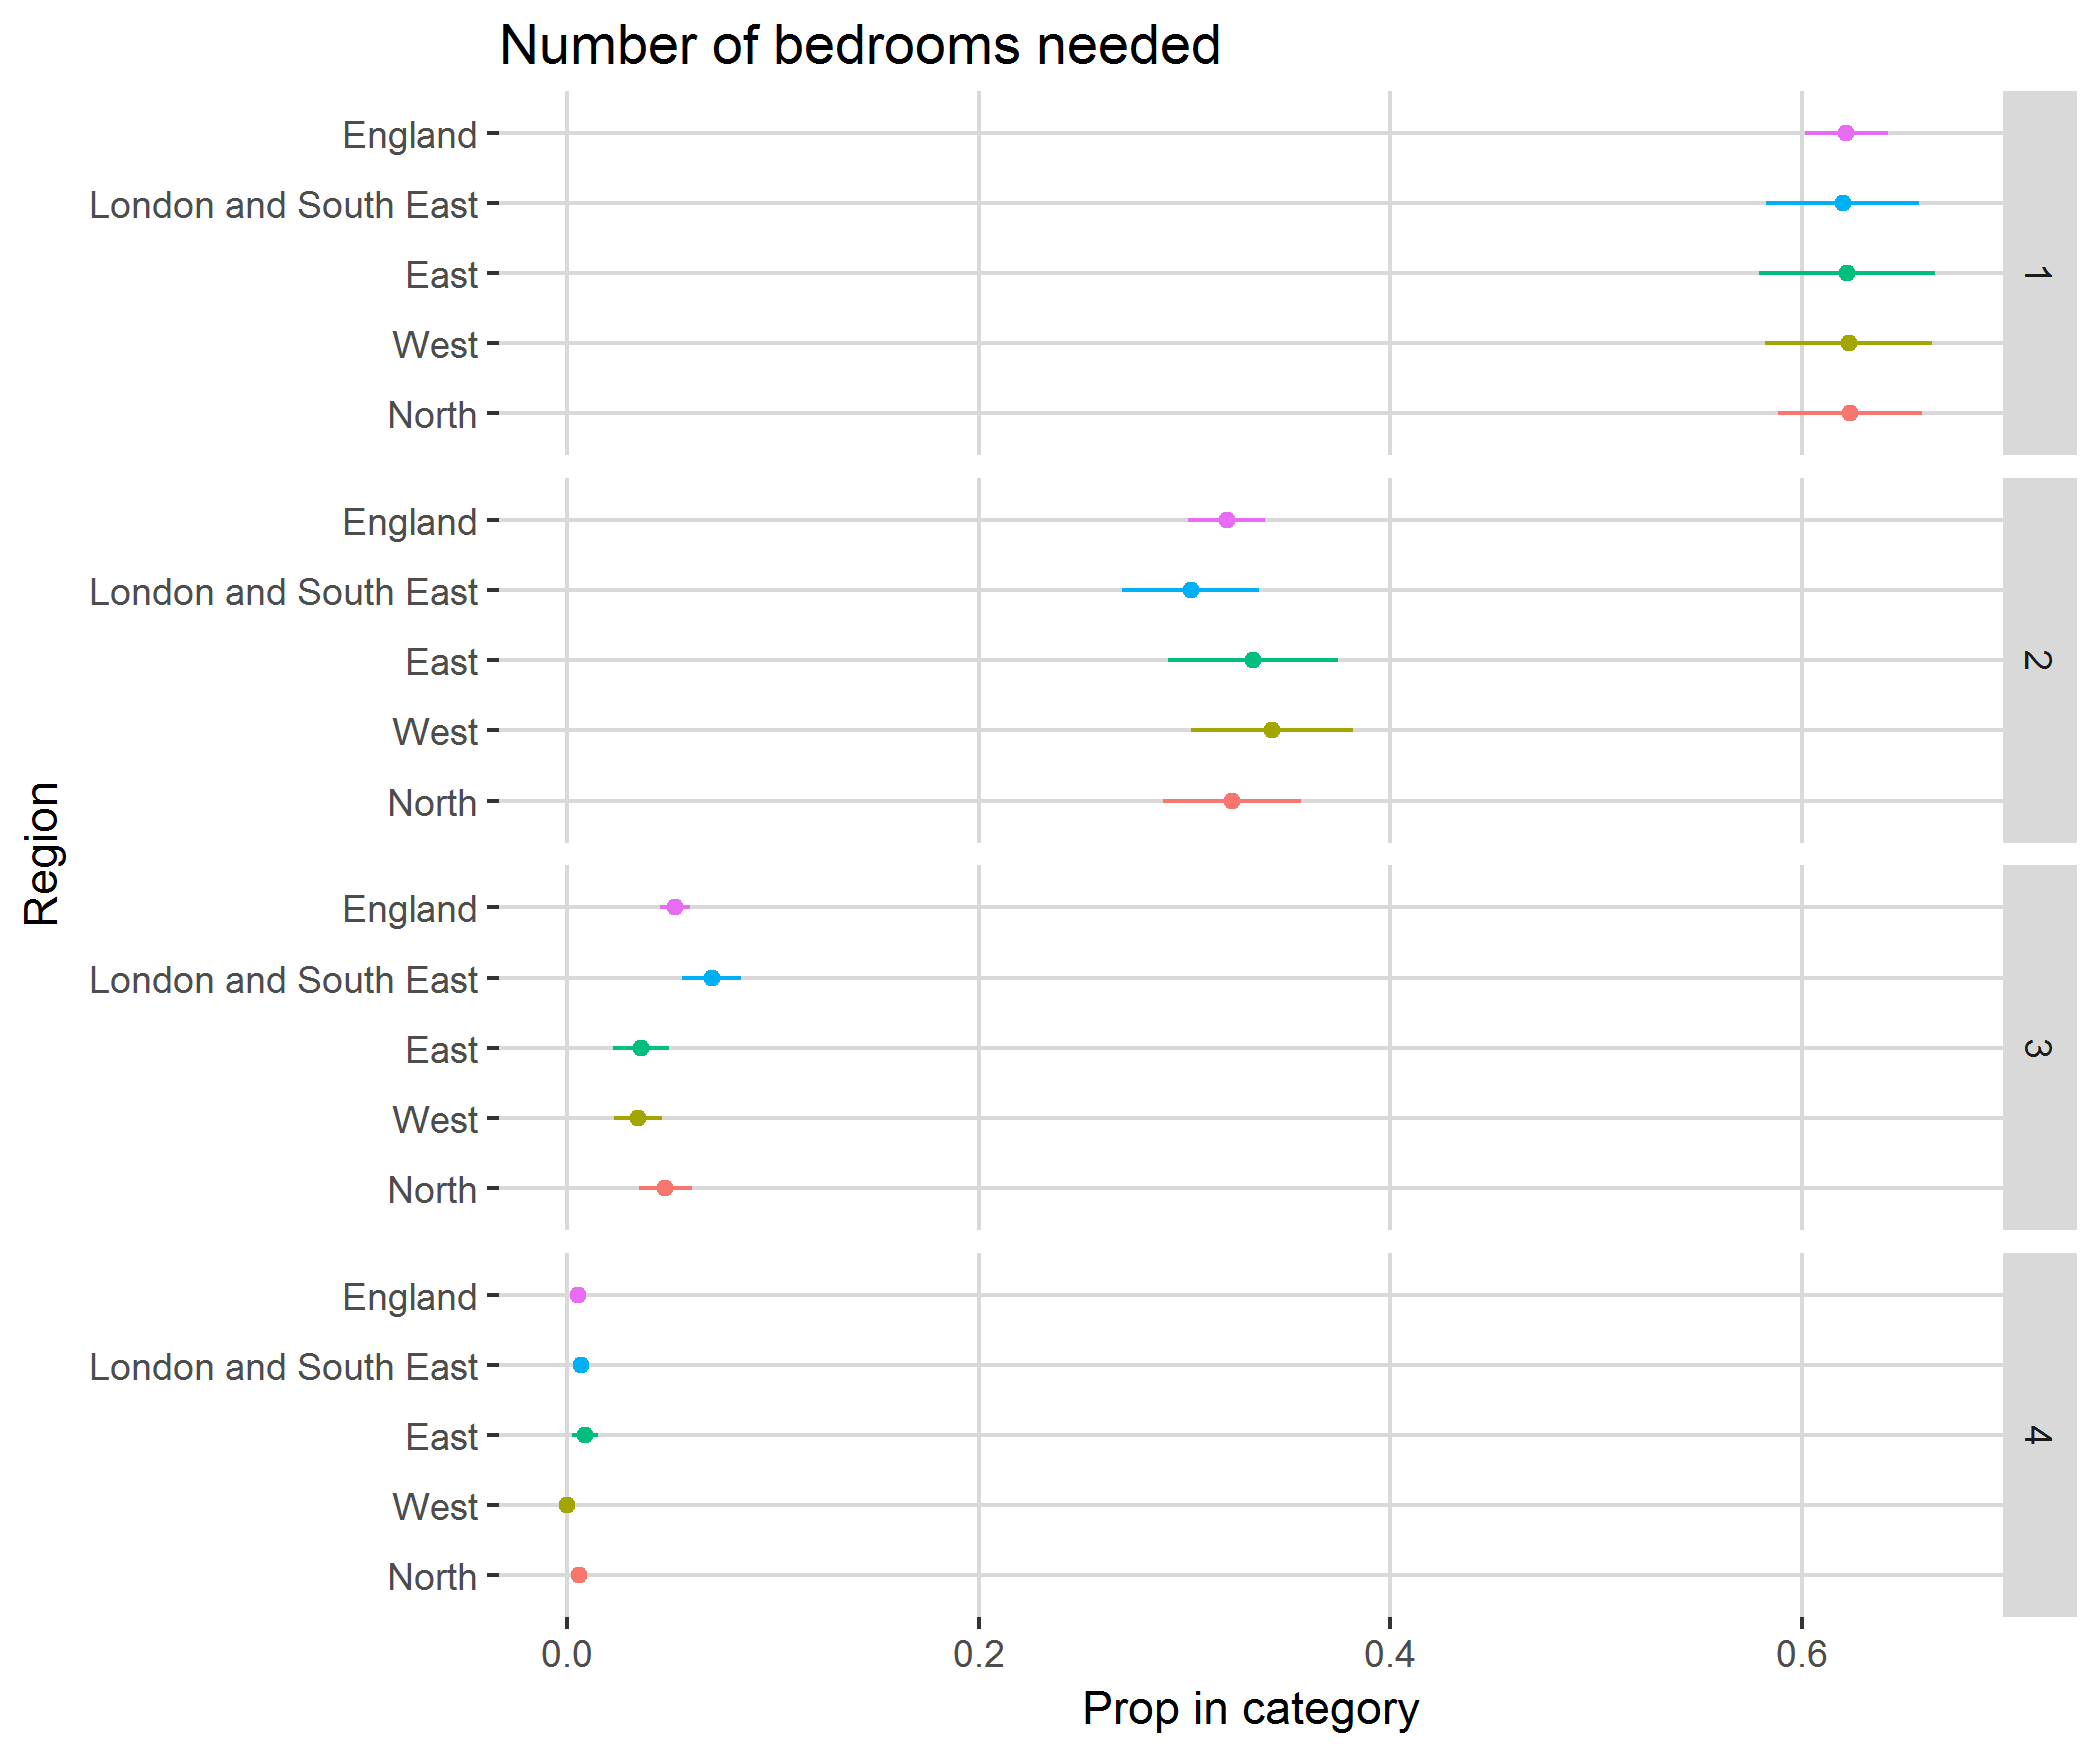 Number of bedrooms needed
England
London and South East
East
West
North
1
England
London and South East
East
West
North
2
England
London and South East
East
West
North
3
England
London and South East
East
West
North
4
Region
0.0 0.2 0.4 0.6
Prop in category